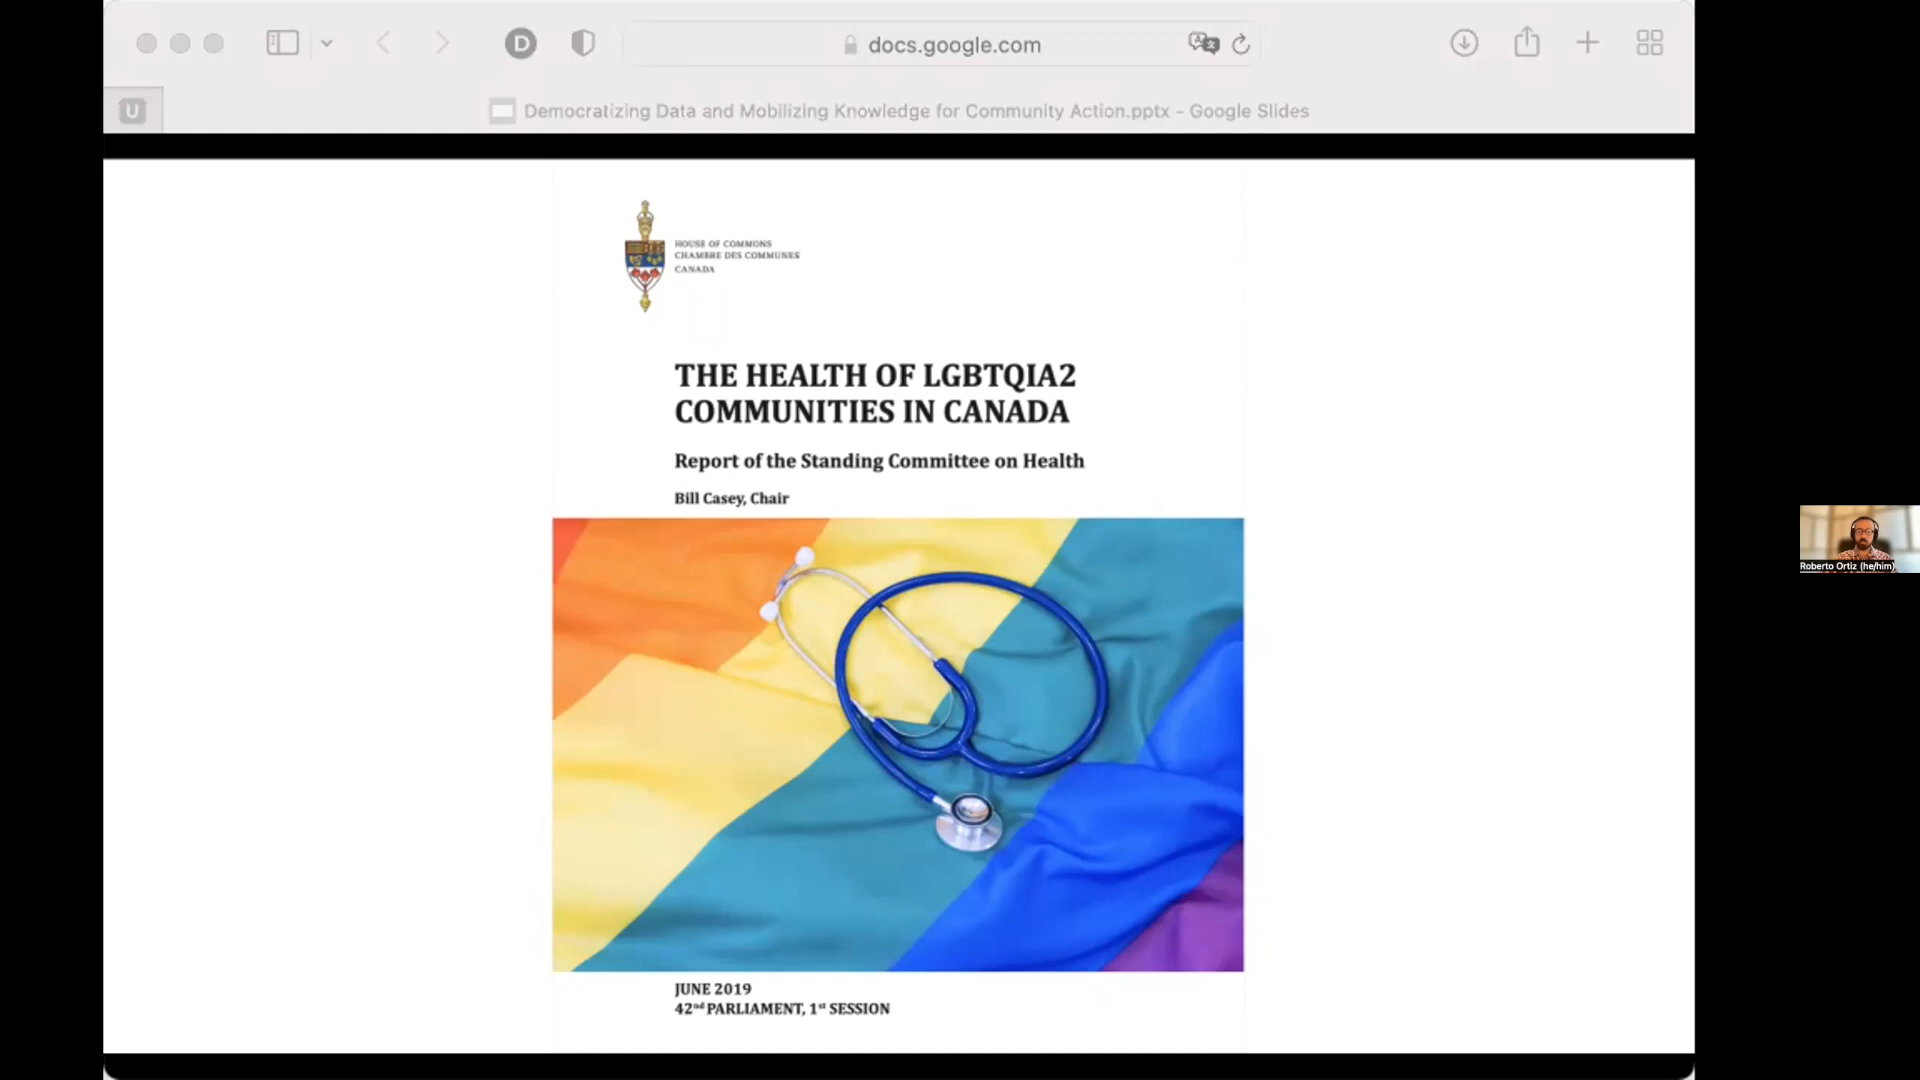 D
docs.google.com
U
Democratizing Data and Mobilizing Knowledge for Community Action.pptx – Google Slides
HOUSE OF COMMONS
CHAMBRE DES COMMUNES
CANADA
THE HEALTH OF LGBTQIA2
COMMUNITIES IN CANADA
Report of the Standing Committee on Health
Bill Casey, Chair
Roberto Ortiz (he/him)
JUNE 2019
42nd PARLIAMENT, 1st SESSION